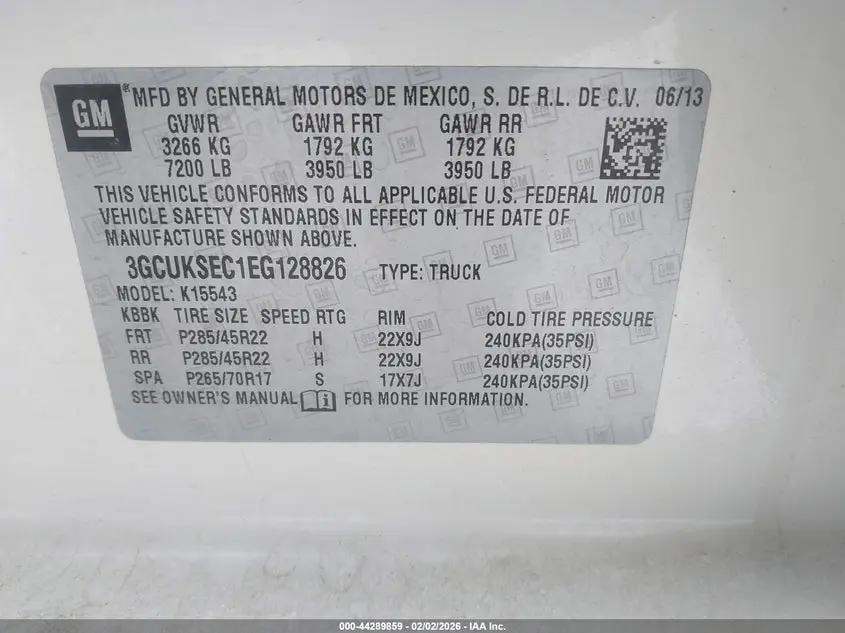 GM ® MFD BY GENERAL MOTORS DE MEXICO, S. DE R.L. DE C.V. 06/13
GVWR GAWR FRT GAWR RR
3266 KG 1792 KG 1792 KG
7200 LB 3950 LB 3950 LB
THIS VEHICLE CONFORMS TO ALL APPLICABLE U.S. FEDERAL MOTOR
VEHICLE SAFETY STANDARDS IN EFFECT ON THE DATE OF
MANUFACTURE SHOWN ABOVE.
3GCUKSEC1EG128826 TYPE: TRUCK
MODEL: K15543
KBBK TIRE SIZE SPEED RTG RIM COLD TIRE PRESSURE
FRT P285/45R22 H 22X9J 240KPA(35PSI)
RR P285/45R22 H 22X9J 240KPA(35PSI)
SPA P265/70R17 S 17X7J 240KPA(35PSI)
SEE OWNER'S MANUAL i FOR MORE INFORMATION.
000-44289859 - 02/02/2026 - IAA Inc.